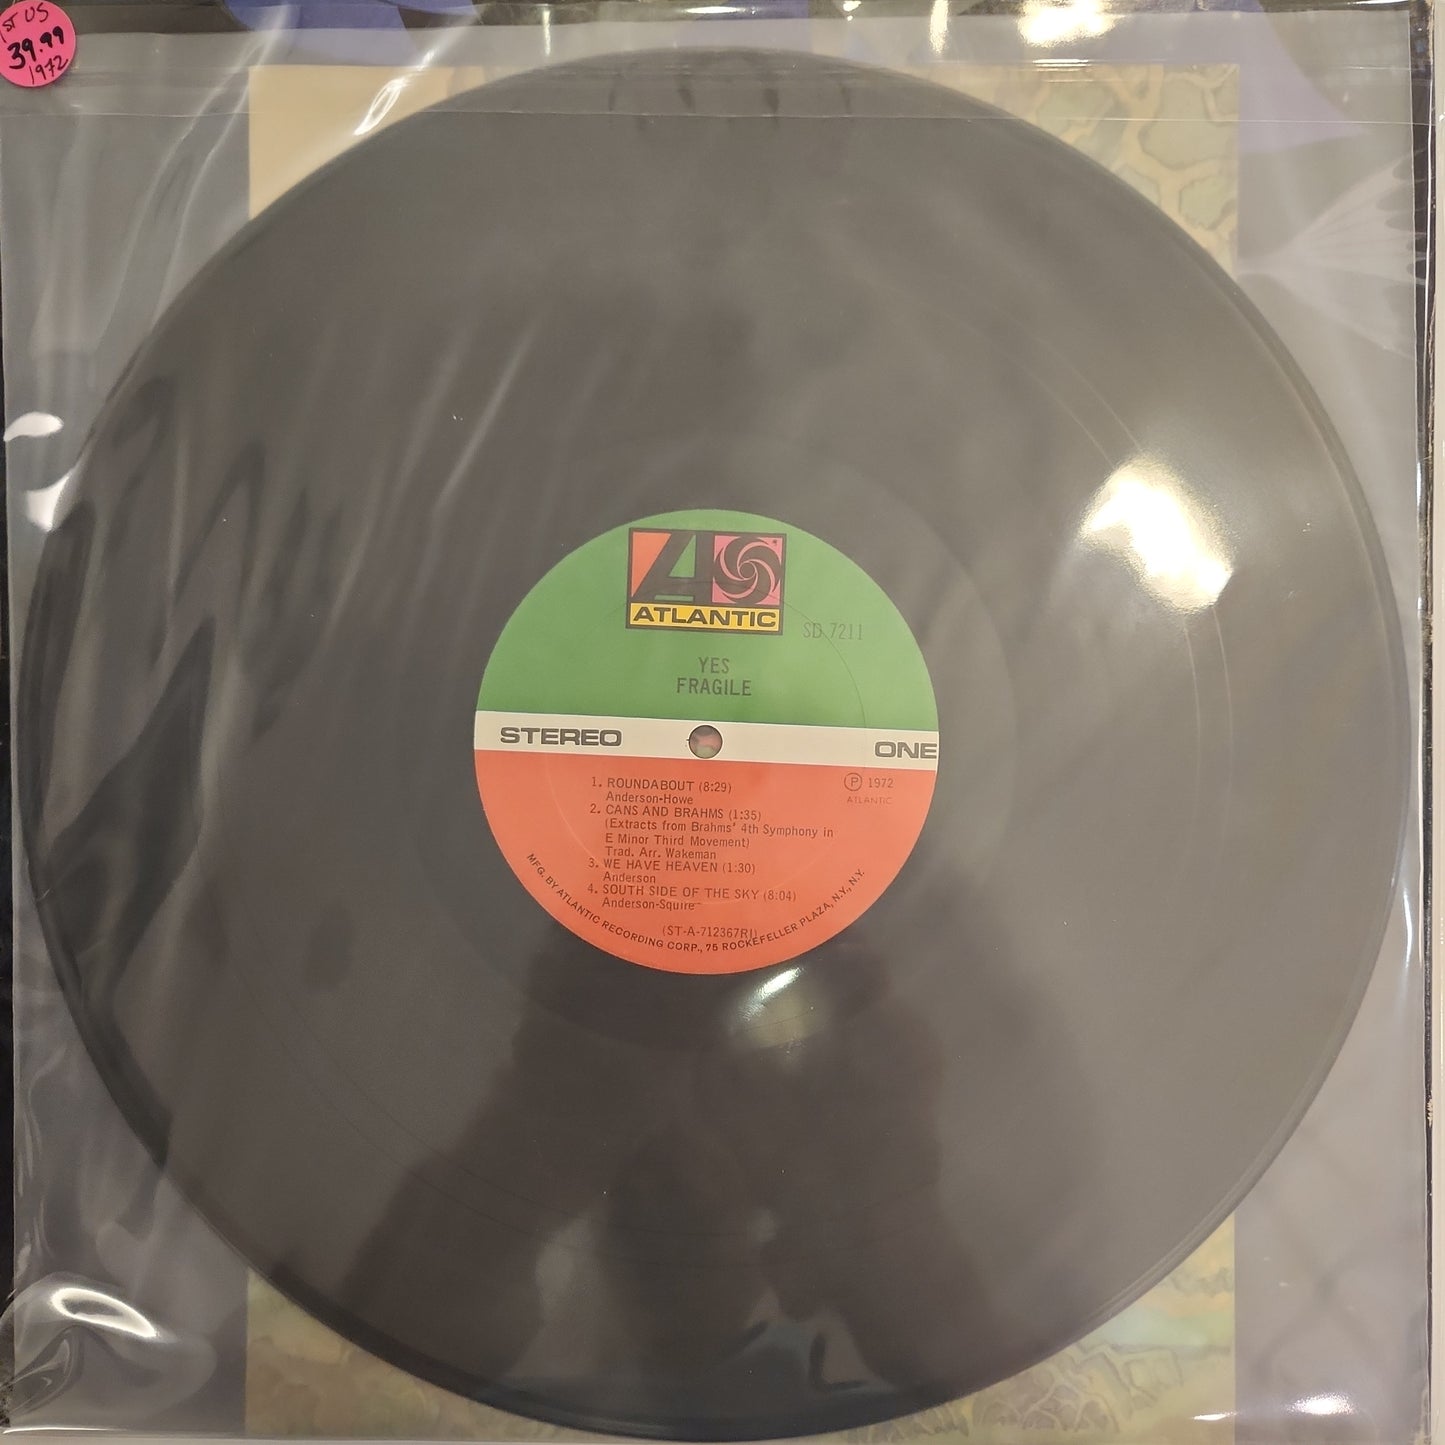 1ST US
39.99
1972
ATLANTIC
SD 7211
YES
FRAGILE
STEREO
ONE
1. ROUNDABOUT (8:29)
Anderson-Howe
2. CANS AND BRAHMS (1:35)
(Extracts from Brahms' 4th Symphony in
E Minor Third Movement)
Trad. Arr. Wakeman
3. WE HAVE HEAVEN (1:30)
Anderson
4. SOUTH SIDE OF THE SKY (8:04)
Anderson-Squire
(ST-A-712367RI)
Ⓟ 1972
ATLANTIC
MFG. BY ATLANTIC RECORDING CORP., 75 ROCKEFELLER PLAZA, N.Y., N.Y.